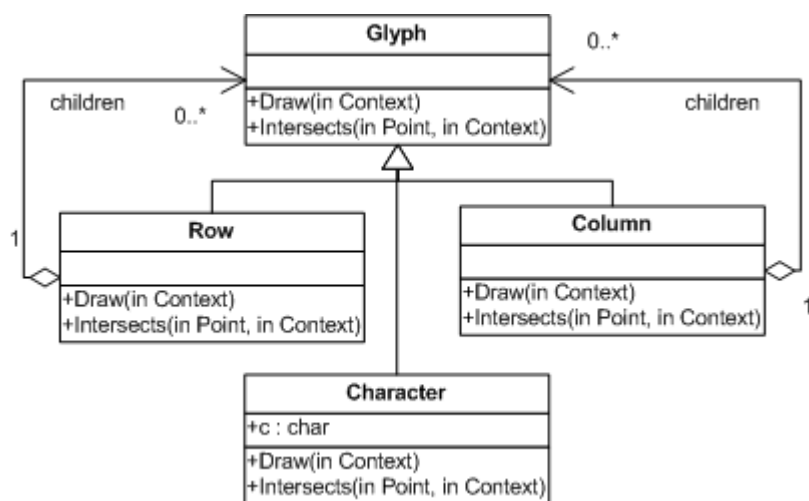 Glyph
0..*
children
0..*
+Draw(in Context)
+Intersects(in Point, in Context)
children
1
Row
+Draw(in Context)
+Intersects(in Point, in Context)
Column
+Draw(in Context)
+Intersects(in Point, in Context)
1
Character
+c : char
+Draw(in Context)
+Intersects(in Point, in Context)